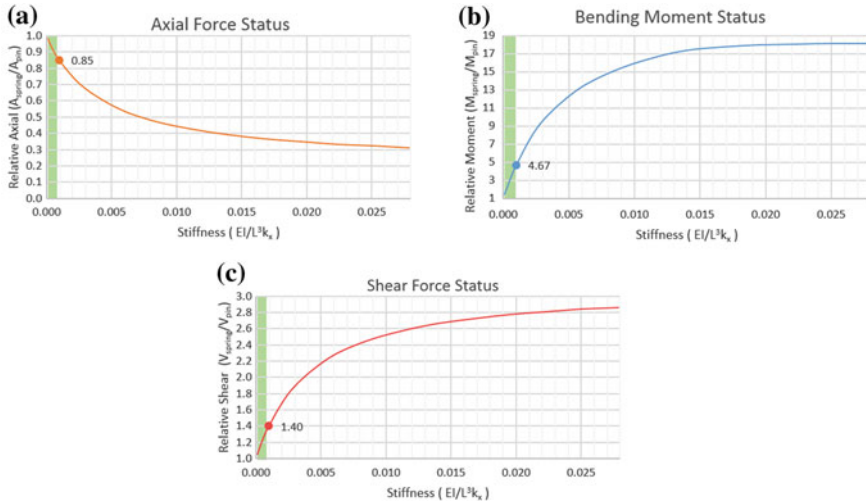 (a)
Axial Force Status
Relative Axial (A_spring/A_pin)
1.0
0.9
0.8
0.7
0.6
0.5
0.4
0.3
0.2
0.1
0.0
0.85
0.000 0.005 0.010 0.015 0.020 0.025
Stiffness ( EI/L³kₓ )
(b)
Bending Moment Status
Relative Moment (M_spring/M_pin)
19
17
15
13
11
9
7
5
3
1
4.67
0.000 0.005 0.010 0.015 0.020 0.025
Stiffness ( EI/L³kₓ )
(c)
Shear Force Status
Relative Shear (V_spring/V_pin)
3.0
2.8
2.6
2.4
2.2
2.0
1.8
1.6
1.4
1.2
1.0
1.40
0.000 0.005 0.010 0.015 0.020 0.025
Stiffness ( EI/L³kₓ )